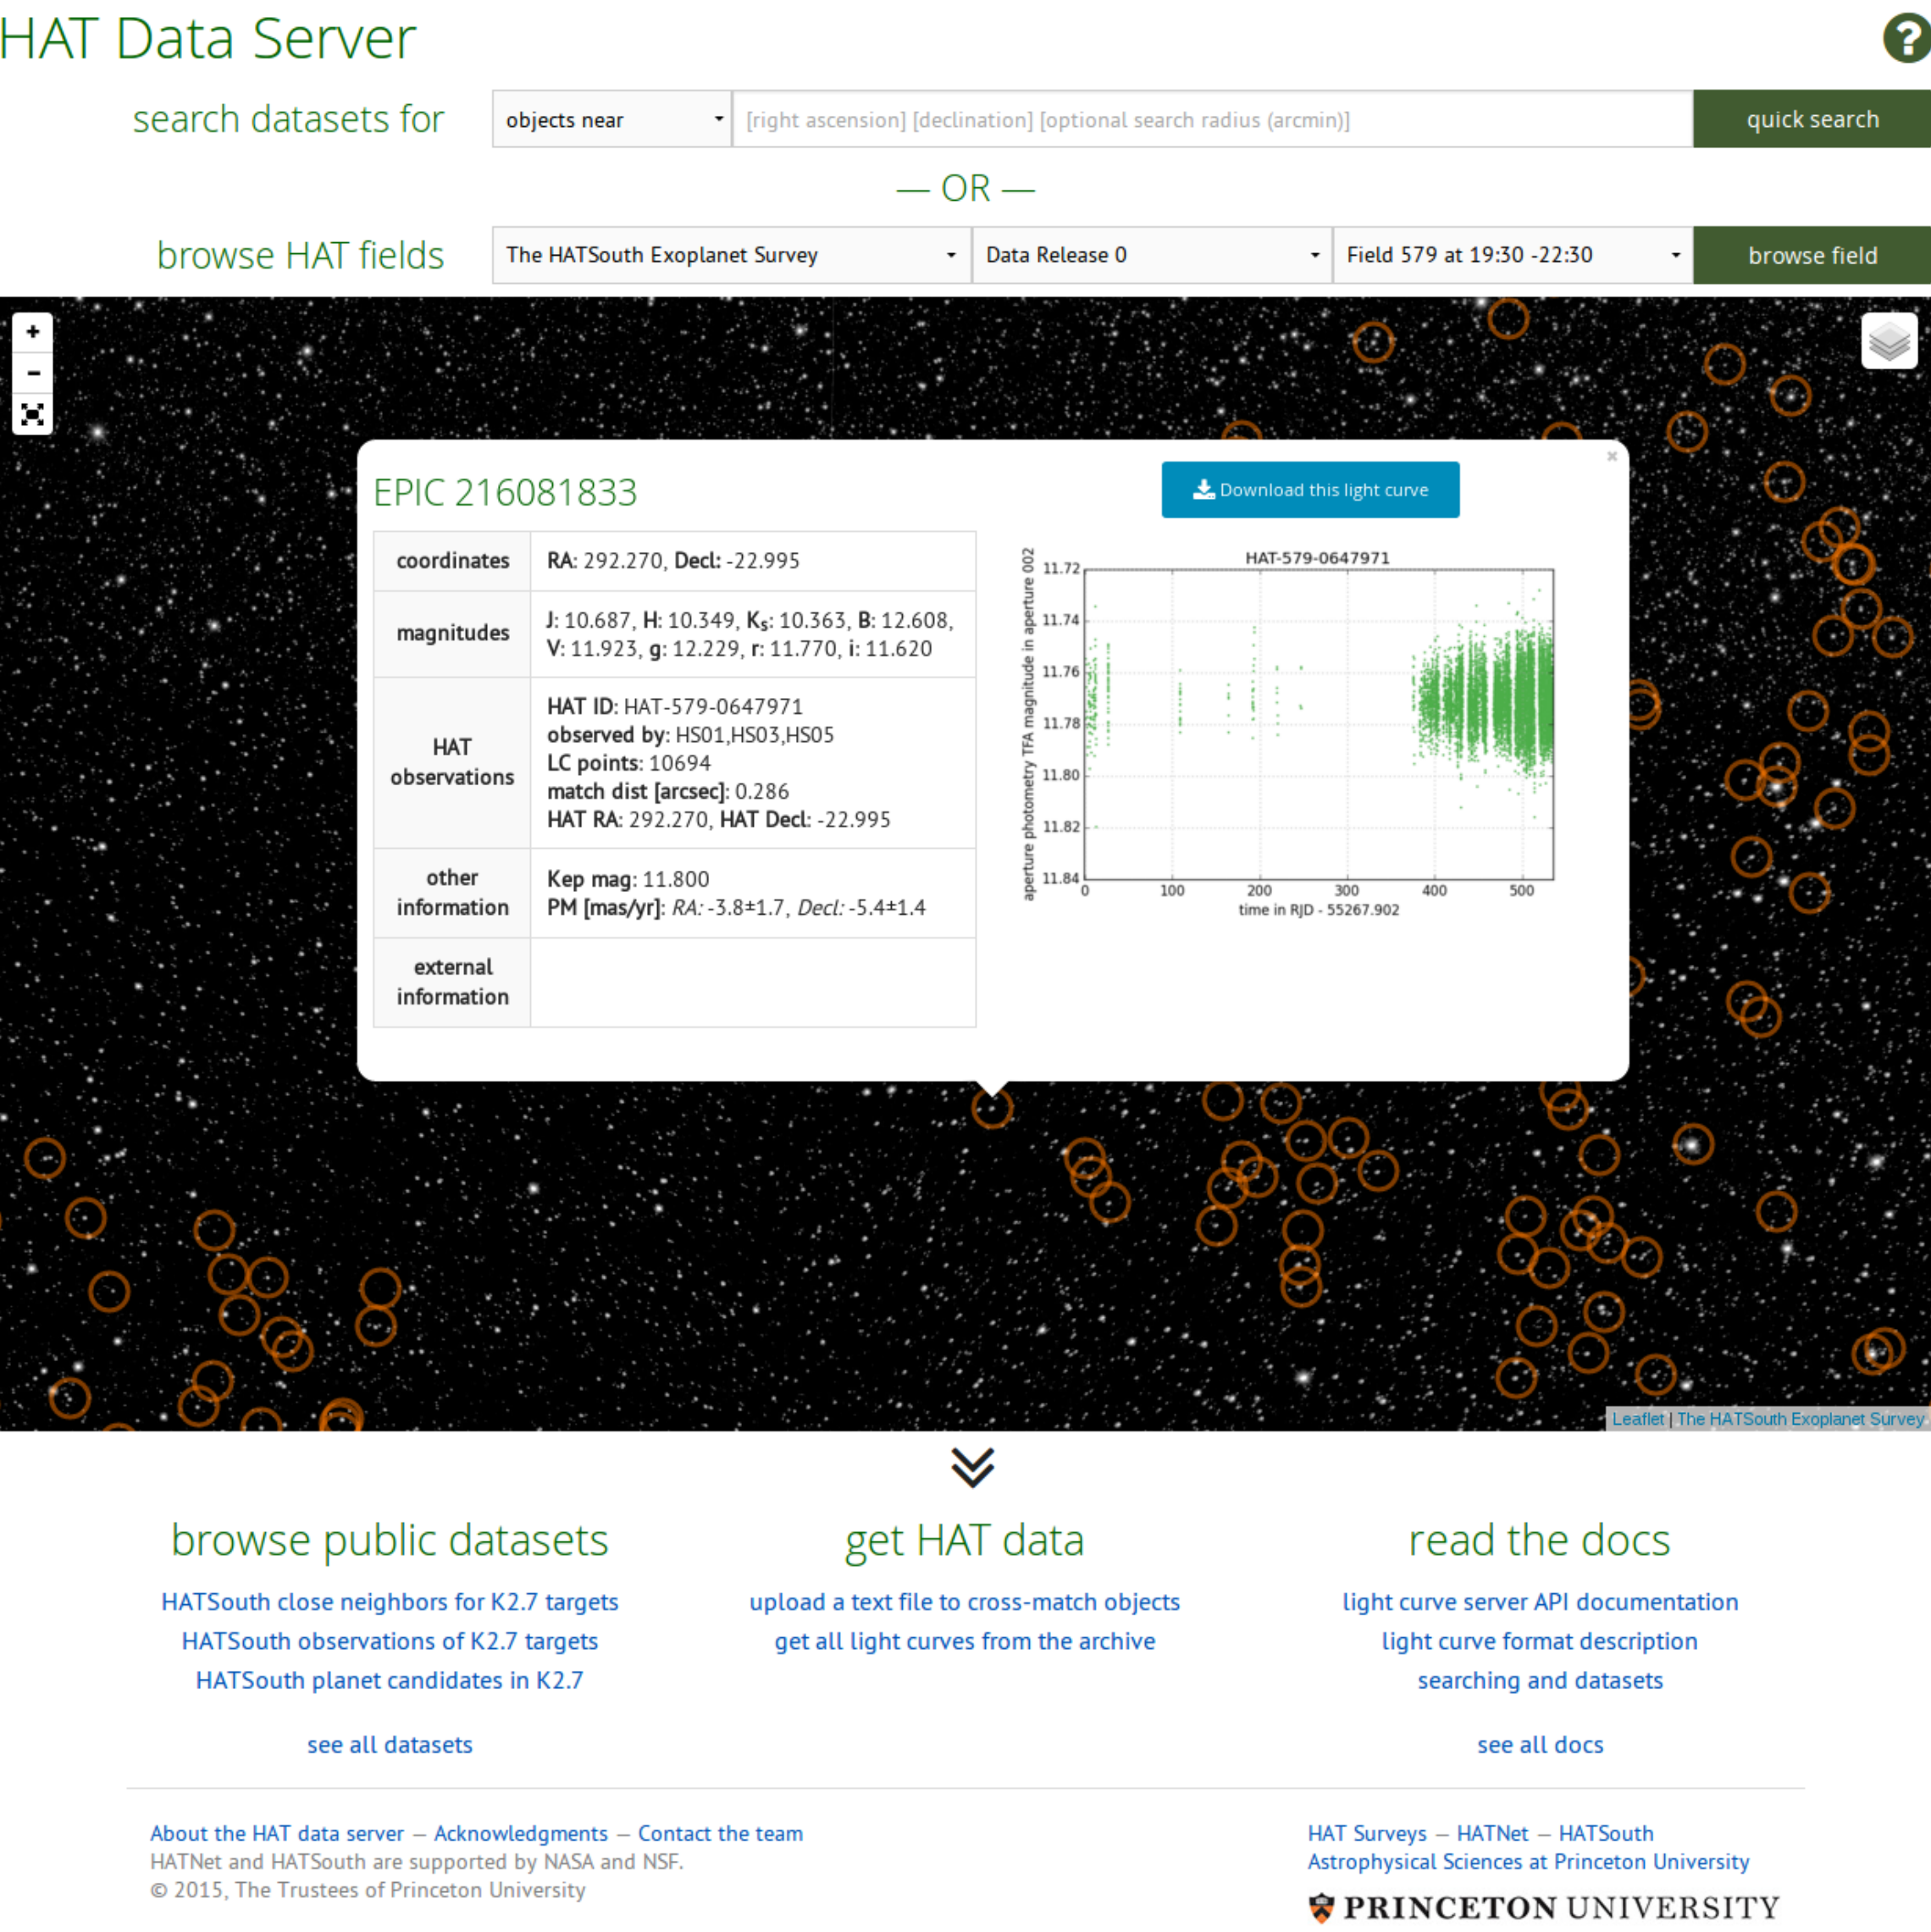 HAT Data Server
?
search datasets for
objects near
[right ascension] [declination] [optional search radius (arcmin)]
quick search
— OR —
browse HAT fields
The HATSouth Exoplanet Survey
Data Release 0
Field 579 at 19:30 -22:30
browse field
+
−
×
EPIC 216081833
Download this light curve
coordinates
RA: 292.270, Decl: -22.995
magnitudes
J: 10.687, H: 10.349, Ks: 10.363, B: 12.608,
V: 11.923, g: 12.229, r: 11.770, i: 11.620
HAT
observations
HAT ID: HAT-579-0647971
observed by: HS01,HS03,HS05
LC points: 10694
match dist [arcsec]: 0.286
HAT RA: 292.270, HAT Decl: -22.995
other
information
Kep mag: 11.800
PM [mas/yr]: RA: -3.8±1.7, Decl: -5.4±1.4
external
information
HAT-579-0647971
aperture photometry TFA magnitude in aperture 002
11.72
11.74
11.76
11.78
11.80
11.82
11.84
0 100 200 300 400 500
time in RJD - 55267.902
Leaflet | The HATSouth Exoplanet Survey
browse public datasets
HATSouth close neighbors for K2.7 targets
HATSouth observations of K2.7 targets
HATSouth planet candidates in K2.7
see all datasets
get HAT data
upload a text file to cross-match objects
get all light curves from the archive
read the docs
light curve server API documentation
light curve format description
searching and datasets
see all docs
About the HAT data server — Acknowledgments — Contact the team
HATNet and HATSouth are supported by NASA and NSF.
© 2015, The Trustees of Princeton University
HAT Surveys — HATNet — HATSouth
Astrophysical Sciences at Princeton University
PRINCETON UNIVERSITY